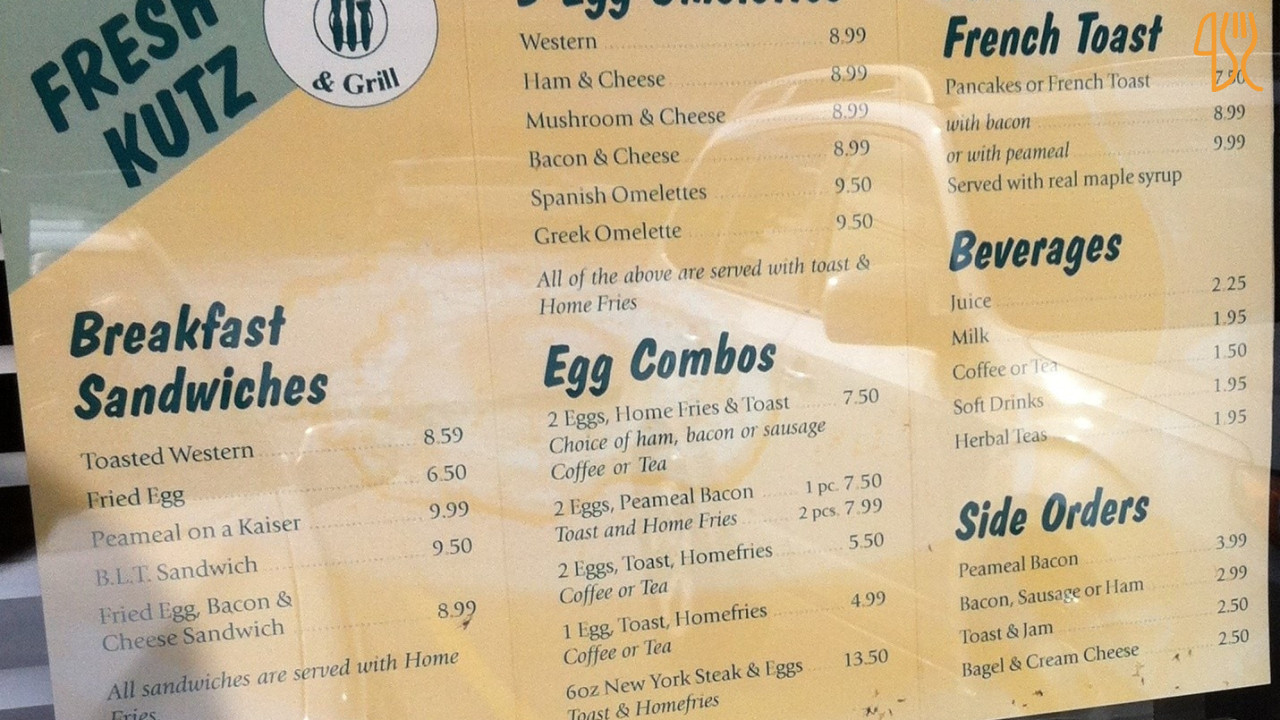 FRESH
KUTZ
& Grill
Breakfast
Sandwiches
Toasted Western 8.59
Fried Egg 6.50
Peameal on a Kaiser 9.99
B.L.T. Sandwich 9.50
Fried Egg, Bacon &
Cheese Sandwich 8.99
All sandwiches are served with Home
Fries
Egg Omelettes
Western 8.99
Ham & Cheese 8.99
Mushroom & Cheese 8.99
Bacon & Cheese 8.99
Spanish Omelettes 9.50
Greek Omelette 9.50
All of the above are served with toast &
Home Fries
Egg Combos
2 Eggs, Home Fries & Toast 7.50
Choice of ham, bacon or sausage
Coffee or Tea
2 Eggs, Peameal Bacon 1 pc. 7.50
Toast and Home Fries 2 pcs. 7.99
2 Eggs, Toast, Homefries 5.50
Coffee or Tea
1 Egg, Toast, Homefries 4.99
Coffee or Tea
6oz New York Steak & Eggs 13.50
Toast & Homefries
French Toast
Pancakes or French Toast 7.50
with bacon 8.99
or with peameal 9.99
Served with real maple syrup
Beverages
Juice 2.25
Milk 1.95
Coffee or Tea 1.50
Soft Drinks 1.95
Herbal Teas 1.95
Side Orders
Peameal Bacon 3.99
Bacon, Sausage or Ham 2.99
Toast & Jam 2.50
Bagel & Cream Cheese 2.50